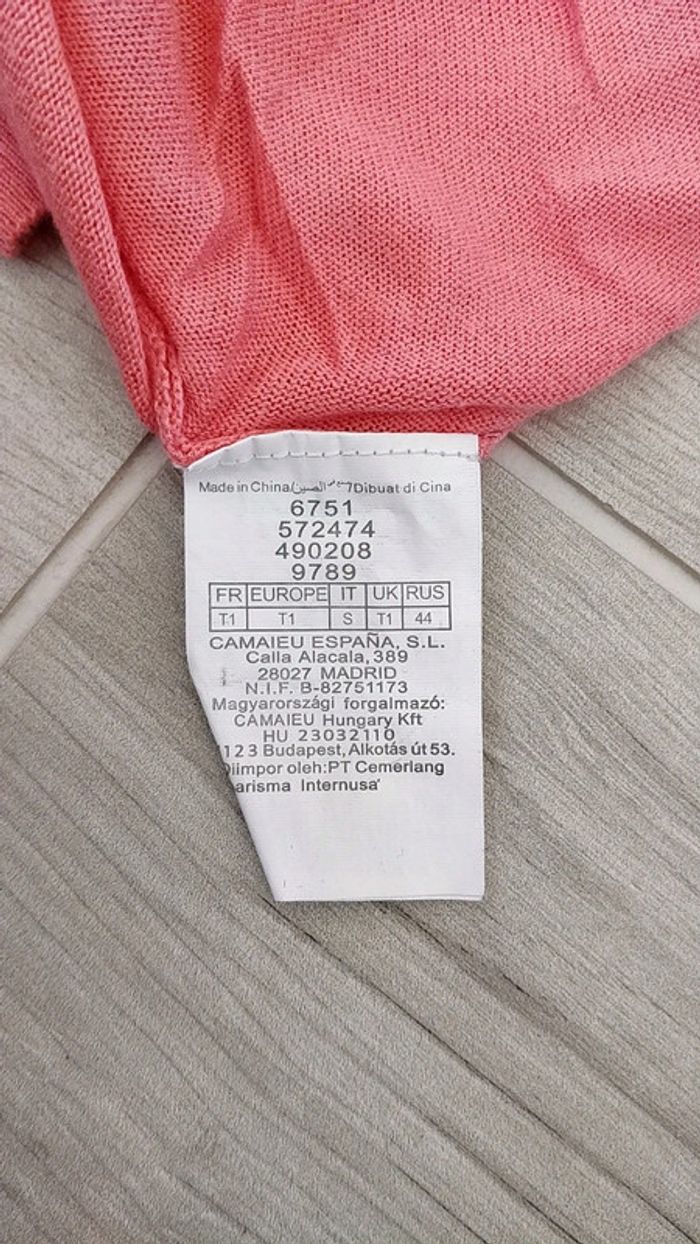 Made in China/ الصين/Dibuat di Cina
6751
572474
490208
9789
FR EUROPE IT UK RUS
T1 T1 S T1 44
CAMAIEU ESPAÑA, S.L.
Calla Alacala,389
28027 MADRID
N.I.F. B-82751173
Magyarországi forgalmazó:
CAMAIEU Hungary Kft
HU 23032110
123 Budapest, Alkotás út 53.
Diimpor oleh:PT Cemerlang
arisma Internusa'